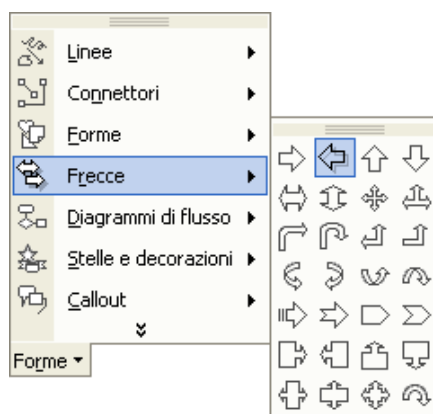 Linee
Connettori
Forme
Frecce
Diagrammi di flusso
Stelle e decorazioni
Callout
Forme